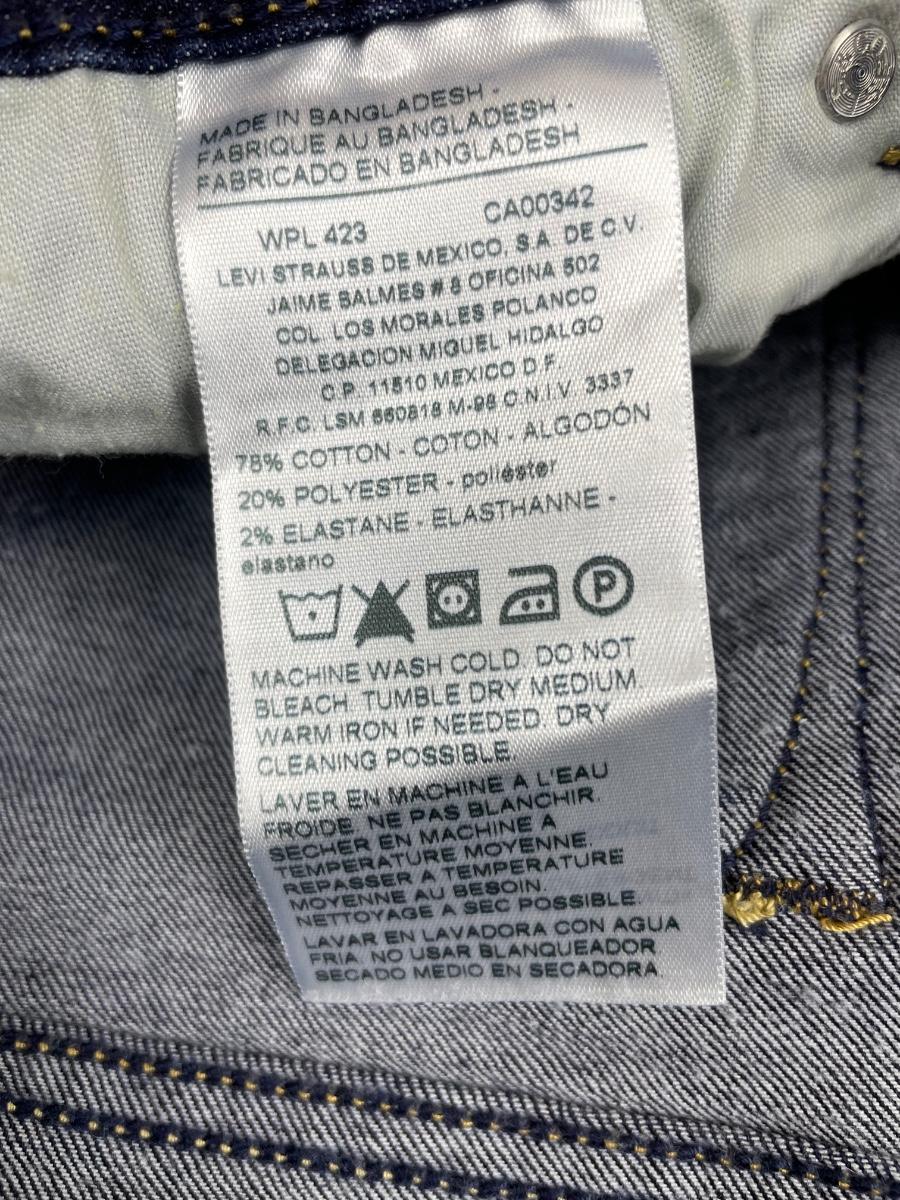 MADE IN BANGLADESH -
FABRIQUE AU BANGLADESH -
FABRICADO EN BANGLADESH
WPL 423 CA00342
LEVI STRAUSS DE MEXICO, S.A. DE C.V.
JAIME BALMES # 8 OFICINA 502
COL. LOS MORALES POLANCO
DELEGACION MIGUEL HIDALGO
C.P. 11510 MEXICO D.F.
R.F.C. LSM 660818 M-98 C.N.I.V. 3337
78% COTTON - COTON - ALGODÓN
20% POLYESTER - poliéster
2% ELASTANE - ELASTHANNE -
elastano
P
MACHINE WASH COLD. DO NOT
BLEACH. TUMBLE DRY MEDIUM.
WARM IRON IF NEEDED. DRY
CLEANING POSSIBLE.
LAVER EN MACHINE A L'EAU
FROIDE. NE PAS BLANCHIR.
SECHER EN MACHINE A
TEMPERATURE MOYENNE.
REPASSER A TEMPERATURE
MOYENNE AU BESOIN.
NETTOYAGE A SEC POSSIBLE.
LAVAR EN LAVADORA CON AGUA
FRIA. NO USAR BLANQUEADOR
SECADO MEDIO EN SECADORA.